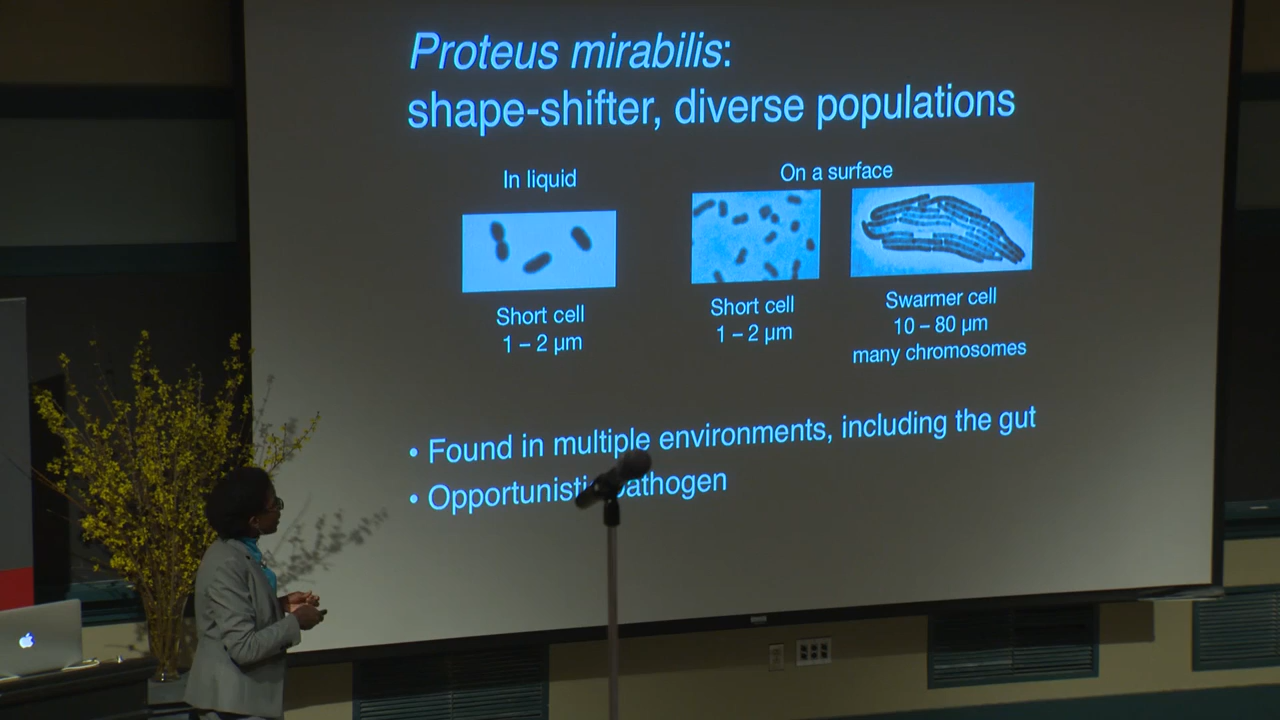 Proteus mirabilis:
shape-shifter, diverse populations
In liquid
On a surface
Short cell
1 – 2 µm
Short cell
1 – 2 µm
Swarmer cell
10 – 80 µm
many chromosomes
• Found in multiple environments, including the gut
• Opportunistic pathogen